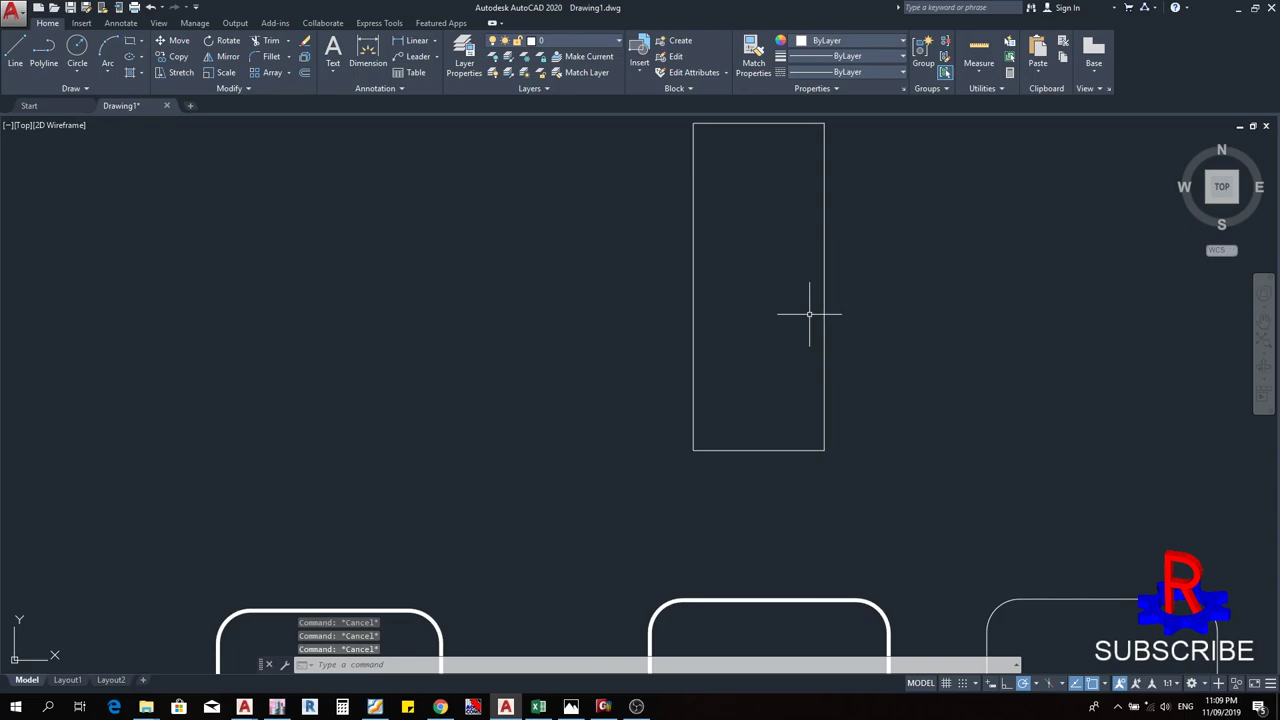 Autodesk AutoCAD 2020 Drawing1.dwg
Type a keyword or phrase
Sign In
Home Insert Annotate View Manage Output Add-ins Collaborate Express Tools Featured Apps
Line Polyline Circle Arc
Move Rotate Trim
Copy Mirror Fillet
Stretch Scale Array
Text Dimension
Linear
Leader
Table
Layer Properties
0
Make Current
Match Layer
Insert
Create
Edit
Edit Attributes
Match Properties
ByLayer
ByLayer
ByLayer
Group
Measure
Paste
Base
Draw Modify Annotation Layers Block Properties Groups Utilities Clipboard View
Start Drawing1*
[−][Top][2D Wireframe]
N
W TOP E
S
WCS
R
SUBSCRIBE
Y
X
Command: *Cancel*
Command: *Cancel*
Command: *Cancel*
Type a command
Model Layout1 Layout2
MODEL
1:1
ENG
11:09 PM
11/09/2019
5